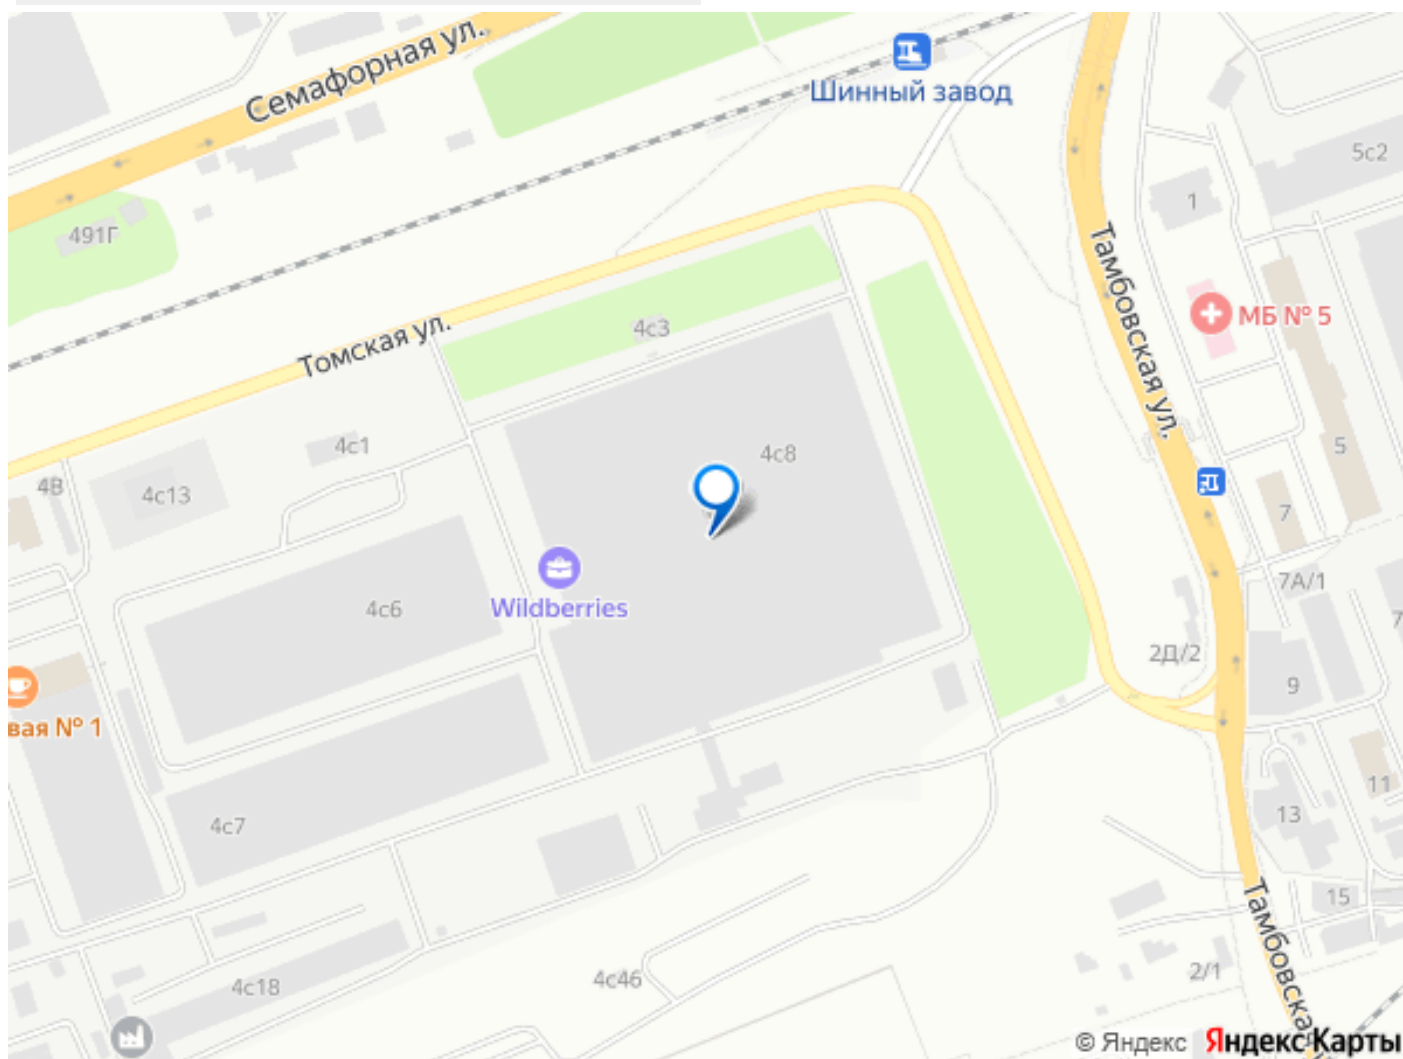 Семафорная ул.
Шинный завод
5с2
1
491Г
Тамбовская ул.
МБ № 5
4с3
Томская ул.
4с1
4с8
5
4В
4с13
7
Wildberries
4с6
7А/1
7
2Д/2
9
вая № 1
11
4с7
13
Тамбовская
15
4с18
4с46
2/1
© Яндекс Яндекс Карты